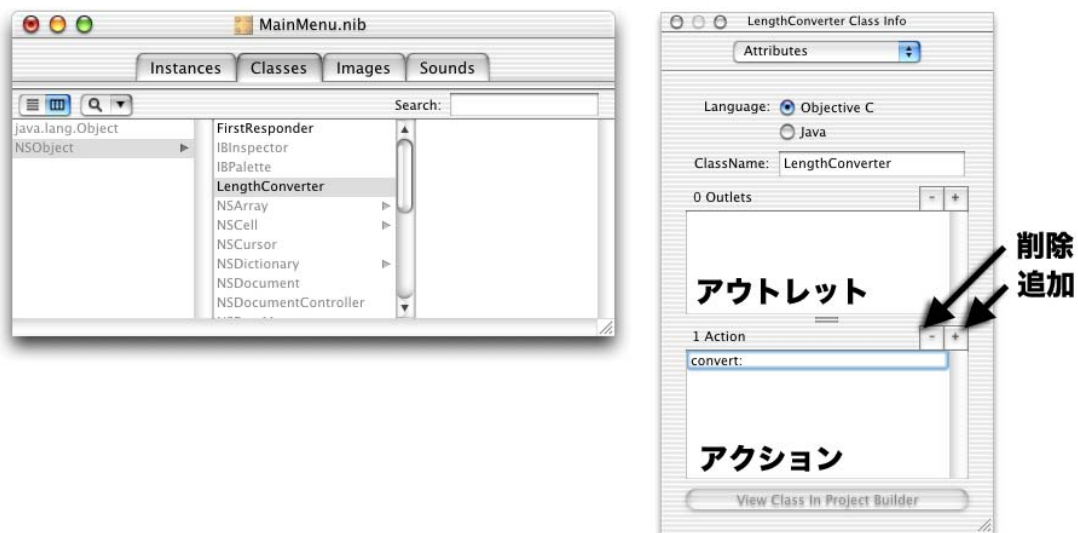 MainMenu.nib
Instances
Classes
Images
Sounds
Search:
java.lang.Object
NSObject
FirstResponder
IBInspector
IBPalette
LengthConverter
NSArray
NSCell
NSCursor
NSDictionary
NSDocument
NSDocumentController
LengthConverter Class Info
Attributes
Language: Objective C
Java
ClassName: LengthConverter
0 Outlets - +
アウトレット
削除
追加
1 Action - +
convert:
アクション
View Class In Project Builder